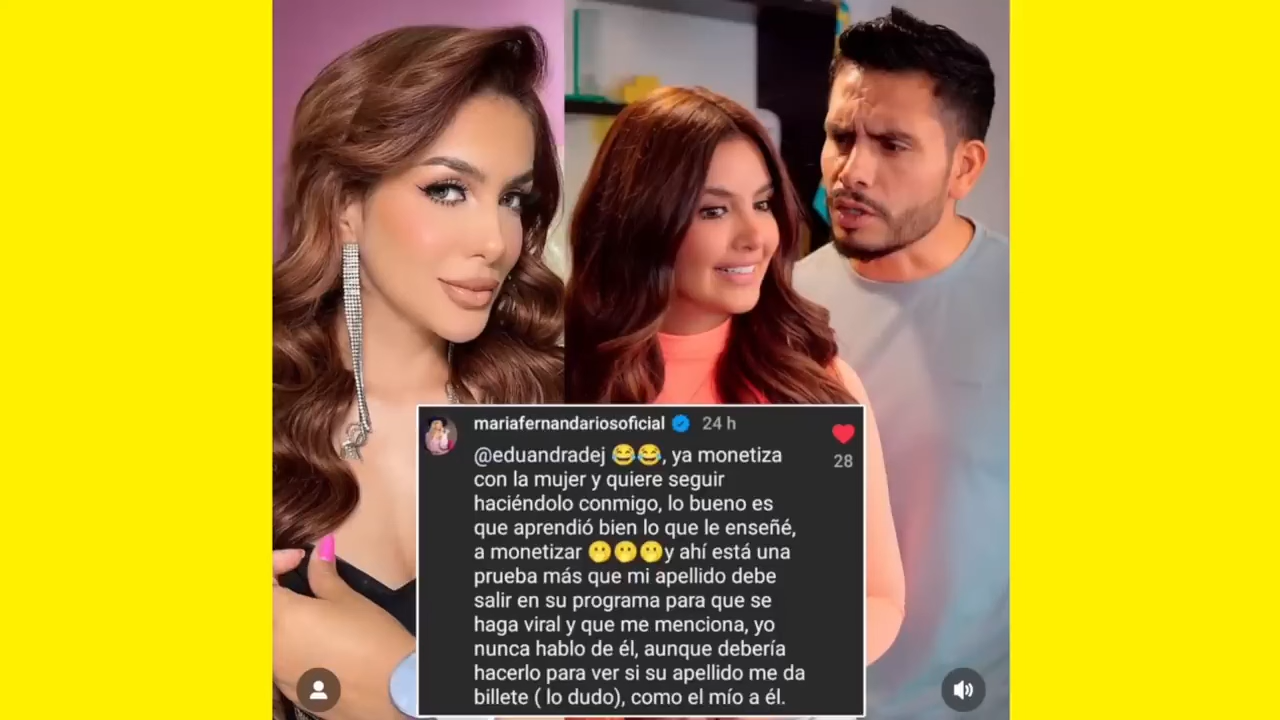 mariafernandariosoficial 24 h
@eduandradej 😂😂, ya monetiza
con la mujer y quiere seguir
haciéndolo conmigo, lo bueno es
que aprendió bien lo que le enseñé,
a monetizar 🫢🫢🫢y ahí está una
prueba más que mi apellido debe
salir en su programa para que se
haga viral y que me menciona, yo
nunca hablo de él, aunque debería
hacerlo para ver si su apellido me da
billete ( lo dudo), como el mío a él.
28